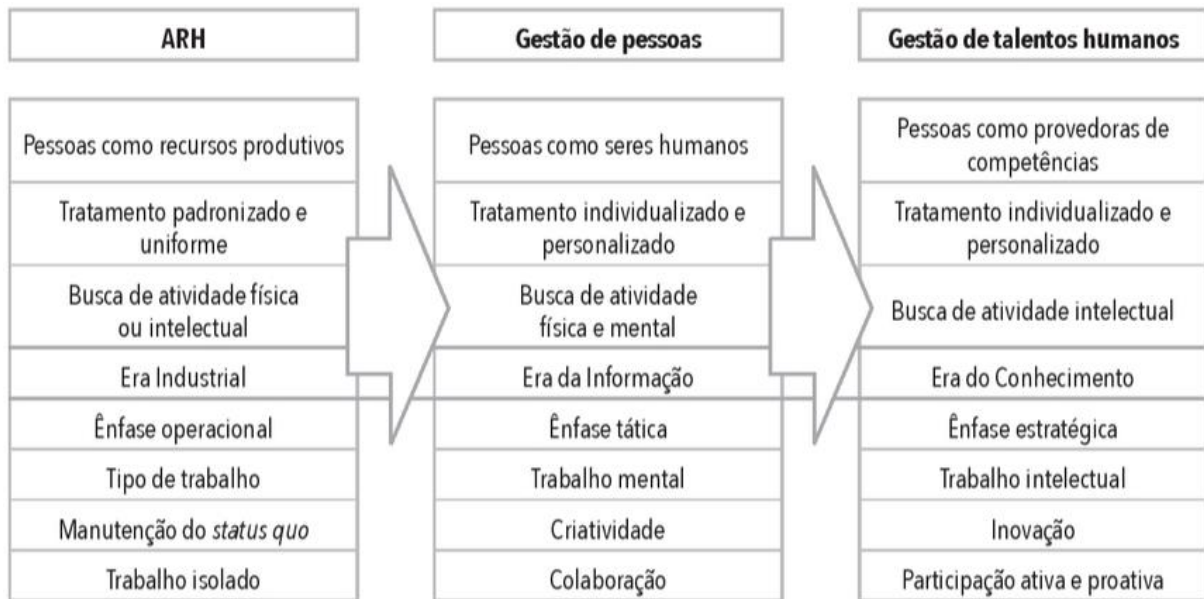 ARH
Pessoas como recursos produtivos
Tratamento padronizado e
uniforme
Busca de atividade física
ou intelectual
Era Industrial
Ênfase operacional
Tipo de trabalho
Manutenção do status quo
Trabalho isolado
Gestão de pessoas
Pessoas como seres humanos
Tratamento individualizado e
personalizado
Busca de atividade
física e mental
Era da Informação
Ênfase tática
Trabalho mental
Criatividade
Colaboração
Gestão de talentos humanos
Pessoas como provedoras de
competências
Tratamento individualizado e
personalizado
Busca de atividade intelectual
Era do Conhecimento
Ênfase estratégica
Trabalho intelectual
Inovação
Participação ativa e proativa